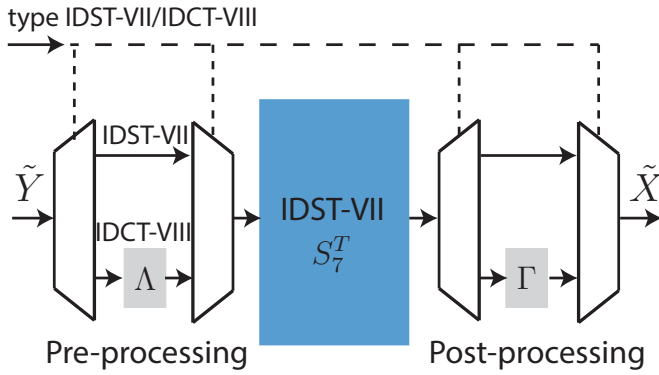 type IDST-VII/IDCT-VIII
IDST-VII
Ỹ
IDCT-VIII
Λ
IDST-VII
S_7^T
X̃
Γ
Pre-processing
Post-processing